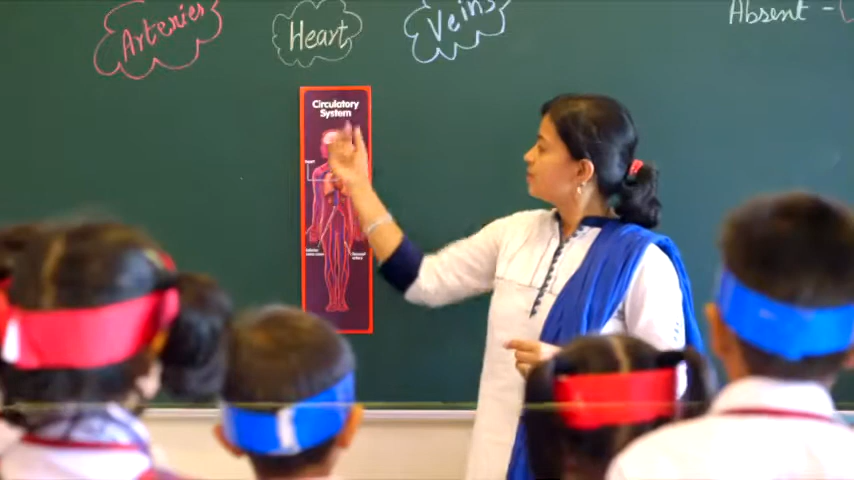 Arteries
Heart
Veins
Absent -
Circulatory
System